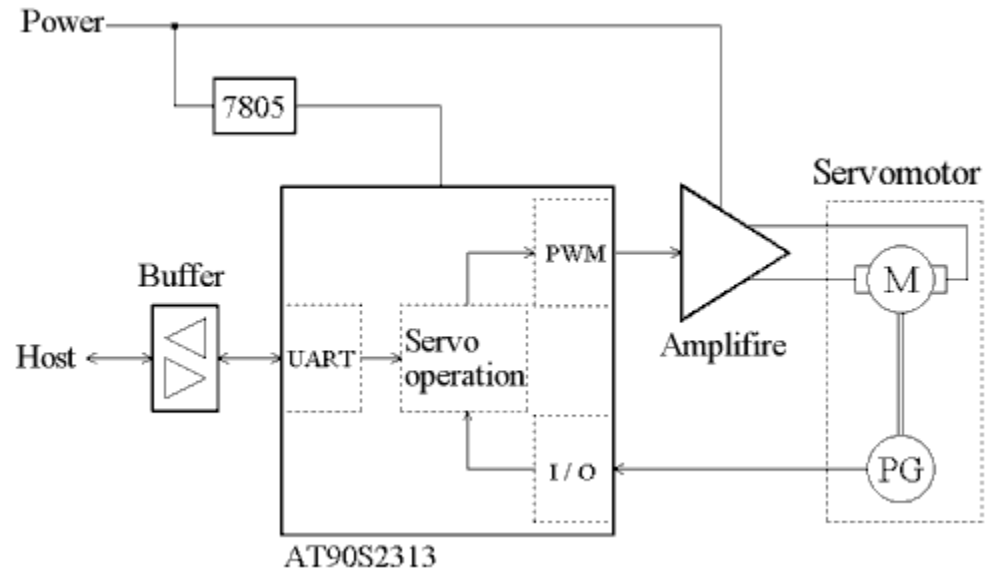 Power
7805
Servomotor
PWM
M
Buffer
Amplifire
Host
UART
Servo
operation
I / O
PG
AT90S2313